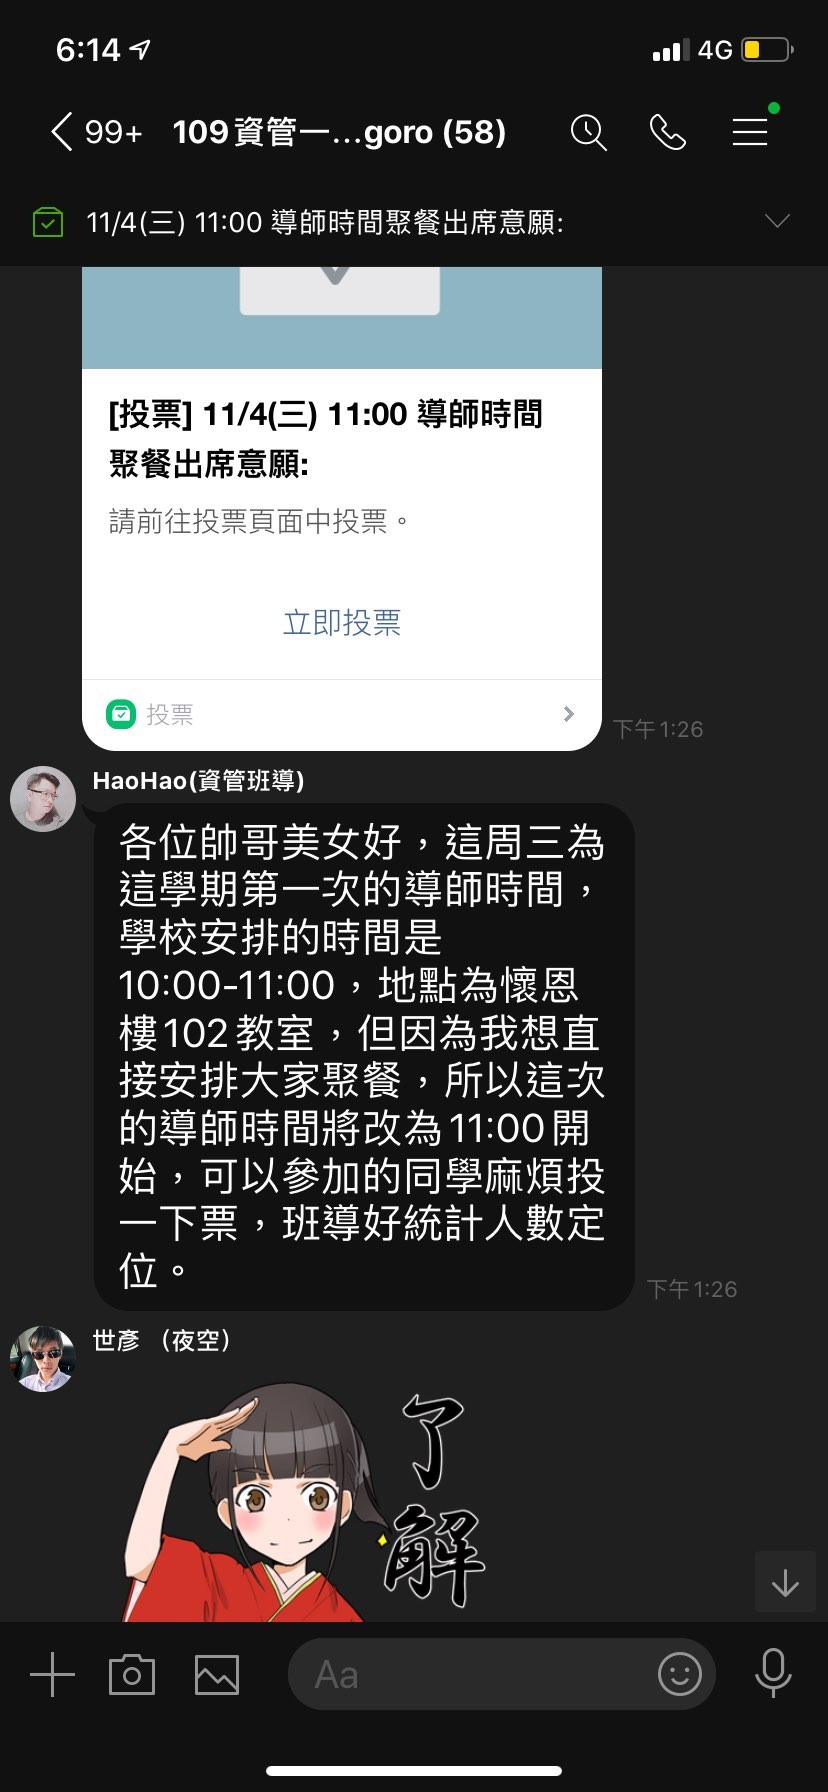 6:14
4G
99+ 109資管一...goro (58)
11/4(三) 11:00 導師時間聚餐出席意願:
[投票] 11/4(三) 11:00 導師時間
聚餐出席意願:
請前往投票頁面中投票。
立即投票
投票
下午1:26
HaoHao(資管班導)
各位帥哥美女好，這周三為
這學期第一次的導師時間，
學校安排的時間是
10:00-11:00，地點為懷恩
樓102教室，但因為我想直
接安排大家聚餐，所以這次
的導師時間將改為11:00開
始，可以參加的同學麻煩投
一下票，班導好統計人數定
位。
下午1:26
世彥 （夜空）
了解
Aa